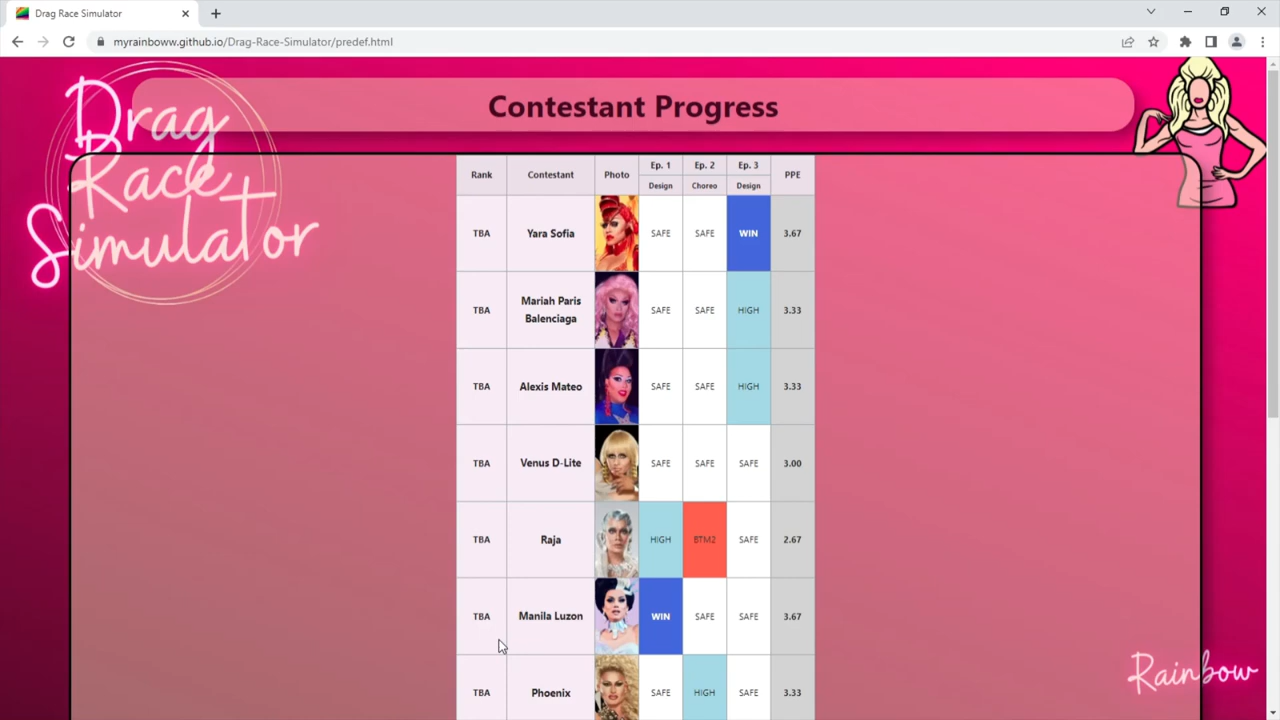 Drag Race Simulator
myrainboww.github.io/Drag-Race-Simulator/predef.html
Drag
Race
Simulator
Contestant Progress
Rank Contestant Photo Ep. 1 Ep. 2 Ep. 3 PPE
Design Choreo Design
TBA Yara Sofia SAFE SAFE WIN 3.67
TBA Mariah Paris Balenciaga SAFE SAFE HIGH 3.33
TBA Alexis Mateo SAFE SAFE HIGH 3.33
TBA Venus D-Lite SAFE SAFE SAFE 3.00
TBA Raja HIGH BTM2 SAFE 2.67
TBA Manila Luzon WIN SAFE SAFE 3.67
TBA Phoenix SAFE HIGH SAFE 3.33
Rainbow